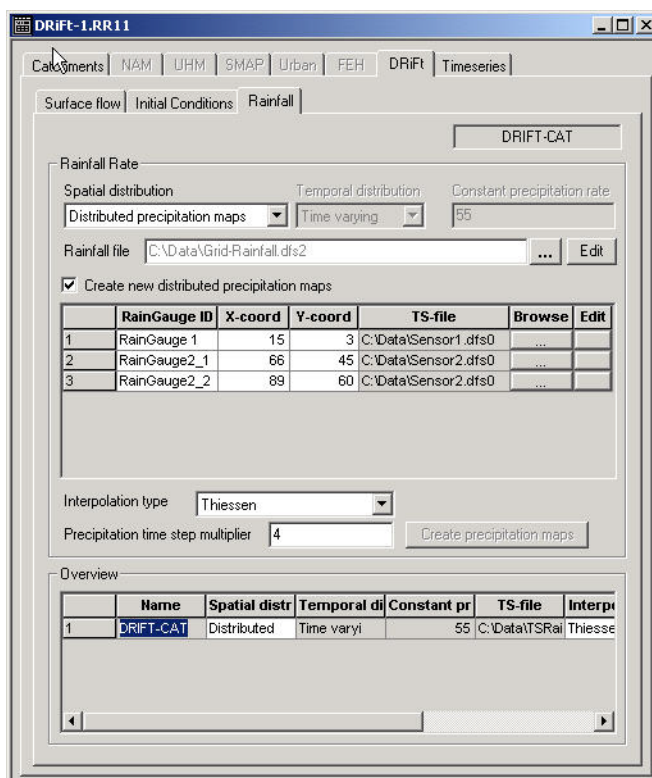 DRiFt-1.RR11
Catchments NAM UHM SMAP Urban FEH DRiFt Timeseries
Surface flow Initial Conditions Rainfall
DRIFT-CAT
Rainfall Rate
Spatial distribution Temporal distribution Constant precipitation rate
Distributed precipitation maps Time varying 55
Rainfall file C:\Data\Grid-Rainfall.dfs2 ... Edit
Create new distributed precipitation maps
RainGauge ID X-coord Y-coord TS-file Browse Edit
1 RainGauge 1 15 3 C:\Data\Sensor1.dfs0 ...
2 RainGauge2_1 66 45 C:\Data\Sensor2.dfs0 ...
3 RainGauge2_2 89 60 C:\Data\Sensor2.dfs0 ...
Interpolation type Thiessen
Precipitation time step multiplier 4 Create precipitation maps
Overview
Name Spatial distr Temporal di Constant pr TS-file Interpo
1 DRIFT-CAT Distributed Time varyi 55 C:\Data\TSRai Thiesse